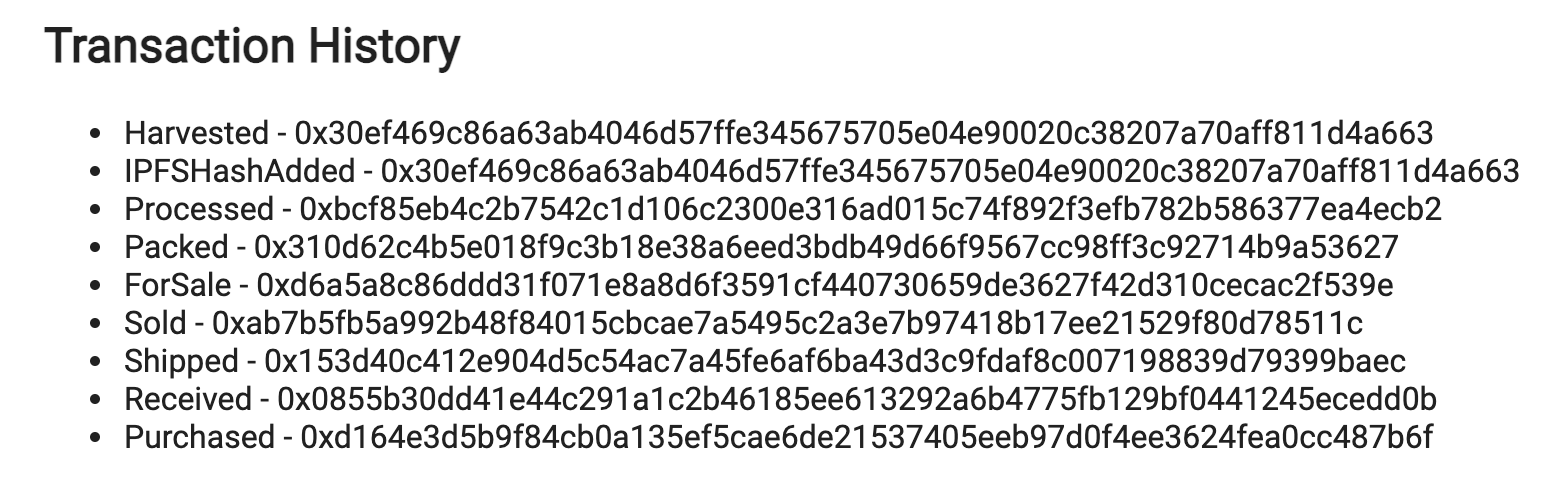 Transaction History
• Harvested - 0x30ef469c86a63ab4046d57ffe345675705e04e90020c38207a70aff811d4a663
• IPFSHashAdded - 0x30ef469c86a63ab4046d57ffe345675705e04e90020c38207a70aff811d4a663
• Processed - 0xbcf85eb4c2b7542c1d106c2300e316ad015c74f892f3efb782b586377ea4ecb2
• Packed - 0x310d62c4b5e018f9c3b18e38a6eed3bdb49d66f9567cc98ff3c92714b9a53627
• ForSale - 0xd6a5a8c86ddd31f071e8a8d6f3591cf440730659de3627f42d310cecac2f539e
• Sold - 0xab7b5fb5a992b48f84015cbcae7a5495c2a3e7b97418b17ee21529f80d78511c
• Shipped - 0x153d40c412e904d5c54ac7a45fe6af6ba43d3c9fdaf8c007198839d79399baec
• Received - 0x0855b30dd41e44c291a1c2b46185ee613292a6b4775fb129bf0441245ecedd0b
• Purchased - 0xd164e3d5b9f84cb0a135ef5cae6de21537405eeb97d0f4ee3624fea0cc487b6f